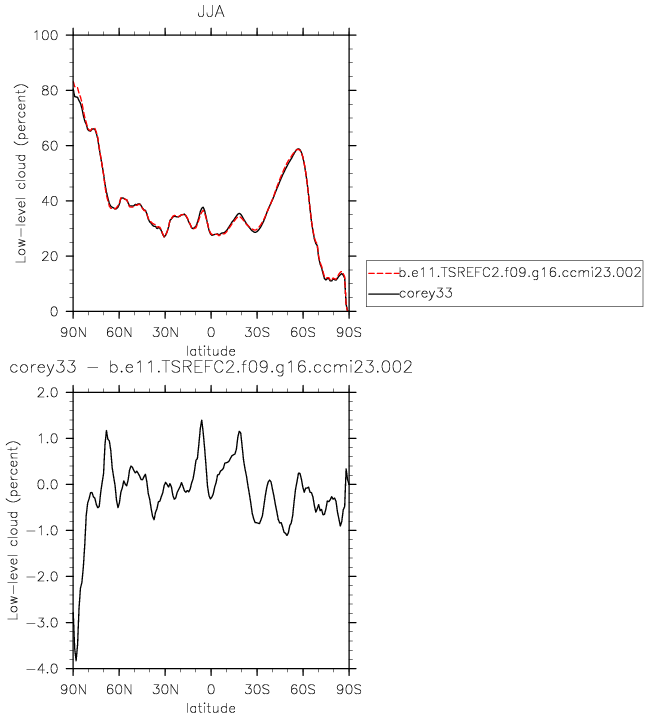 JJA
100
80
60
40
20
0
Low-level cloud (percent)
90N 60N 30N 0 30S 60S 90S
latitude
b.e11.TSREFC2.f09.g16.ccmi23.002
corey33
corey33 - b.e11.TSREFC2.f09.g16.ccmi23.002
2.0
1.0
0.0
-1.0
-2.0
-3.0
-4.0
Low-level cloud (percent)
90N 60N 30N 0 30S 60S 90S
latitude